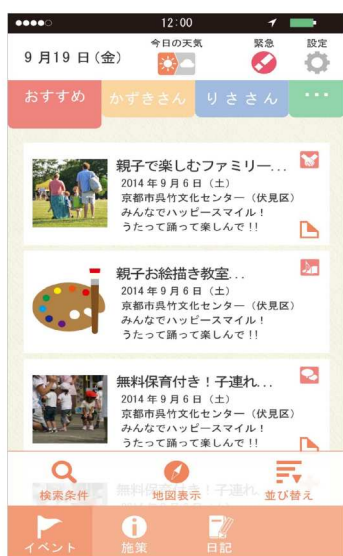 12:00
9月19日(金)
今日の天気
緊急
設定
おすすめ
かずきさん
りささん
•••
親子で楽しむファミリー...
2014年9月6日（土）
京都市呉竹文化センター（伏見区）
みんなでハッピースマイル！
うたって踊って楽しんで!!
親子お絵描き教室...
2014年9月6日（土）
京都市呉竹文化センター（伏見区）
みんなでハッピースマイル！
うたって踊って楽しんで!!
無料保育付き！子連れ...
2014年9月6日（土）
京都市呉竹文化センター（伏見区）
みんなでハッピースマイル！
うたって踊って楽しんで!!
無料保育付き！子連れ...
検索条件
地図表示
並び替え
イベント
施策
日記